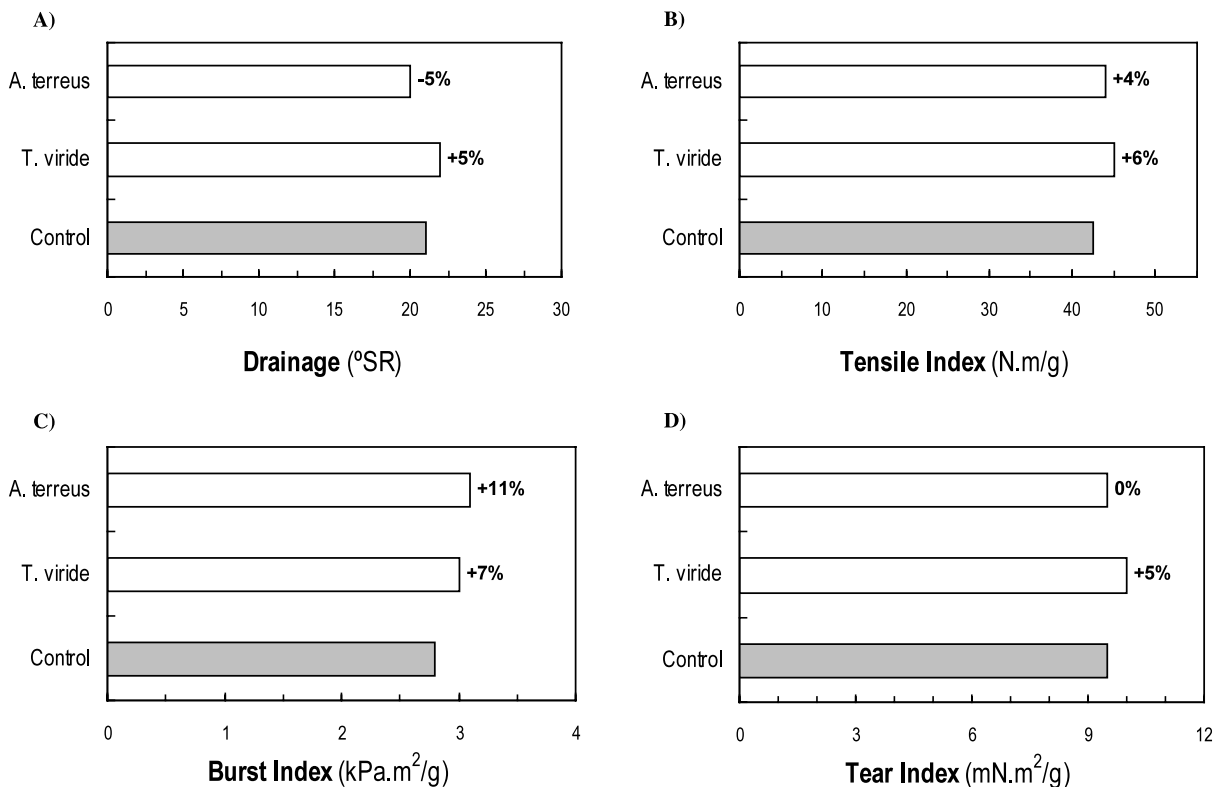 A)
A. terreus
-5%
T. viride
+5%
Control
0 5 10 15 20 25 30
Drainage (ºSR)
B)
A. terreus
+4%
T. viride
+6%
Control
0 10 20 30 40 50
Tensile Index (N.m/g)
C)
A. terreus
+11%
T. viride
+7%
Control
0 1 2 3 4
Burst Index (kPa.m²/g)
D)
A. terreus
0%
T. viride
+5%
Control
0 3 6 9 12
Tear Index (mN.m²/g)